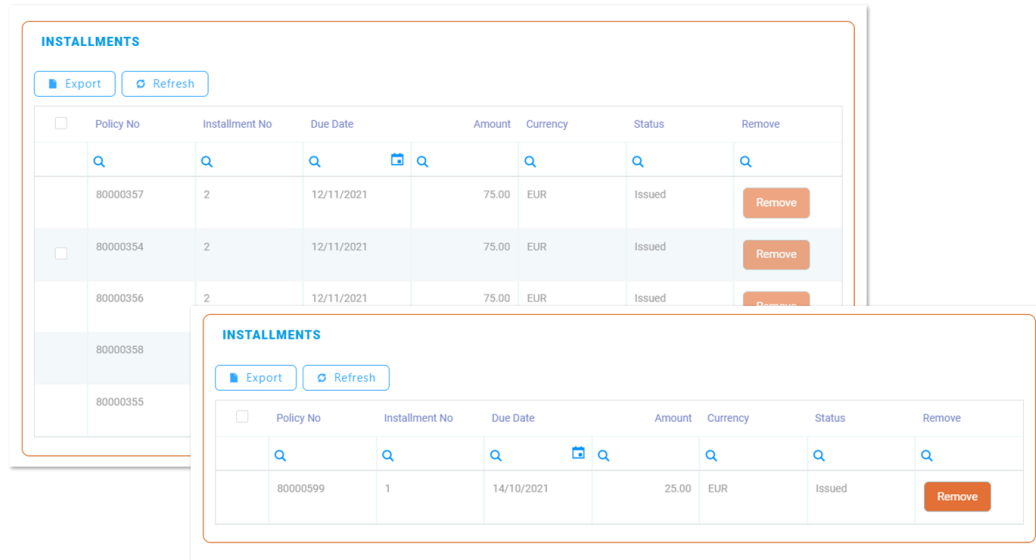 INSTALLMENTS
Export Refresh
Policy No Installment No Due Date Amount Currency Status Remove
80000357 2 12/11/2021 75.00 EUR Issued Remove
80000354 2 12/11/2021 75.00 EUR Issued Remove
80000356 2 12/11/2021 75.00 EUR Issued Remove
80000358
80000355
INSTALLMENTS
Export Refresh
Policy No Installment No Due Date Amount Currency Status Remove
80000599 1 14/10/2021 25.00 EUR Issued Remove